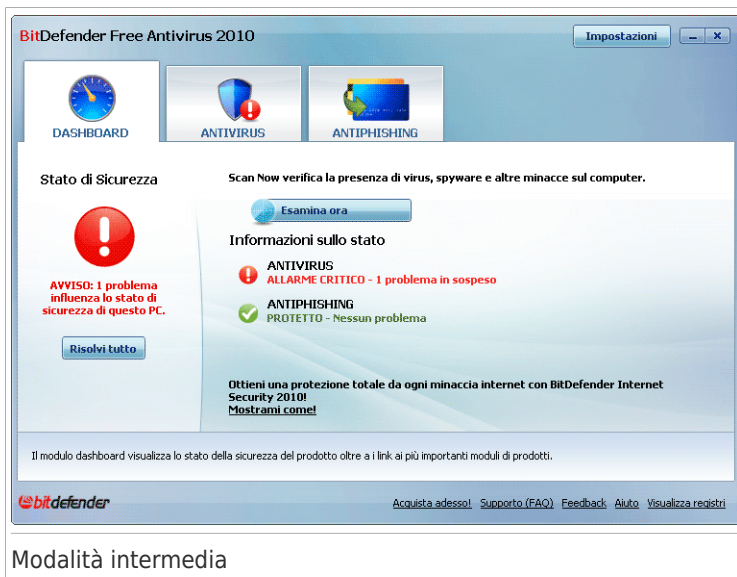 BitDefender Free Antivirus 2010
Impostazioni
DASHBOARD
ANTIVIRUS
ANTIPHISHING
Stato di Sicurezza
AVVISO: 1 problema
influenza lo stato di
sicurezza di questo PC.
Risolvi tutto
Scan Now verifica la presenza di virus, spyware e altre minacce sul computer.
Esamina ora
Informazioni sullo stato
ANTIVIRUS
ALLARME CRITICO - 1 problema in sospeso
ANTIPHISHING
PROTETTO - Nessun problema
Ottieni una protezione totale da ogni minaccia internet con BitDefender Internet
Security 2010!
Mostrami come!
Il modulo dashboard visualizza lo stato della sicurezza del prodotto oltre a i link ai più importanti moduli di prodotti.
bitdefender
Acquista adesso! Supporto (FAQ) Feedback Aiuto Visualizza registri
Modalità intermedia